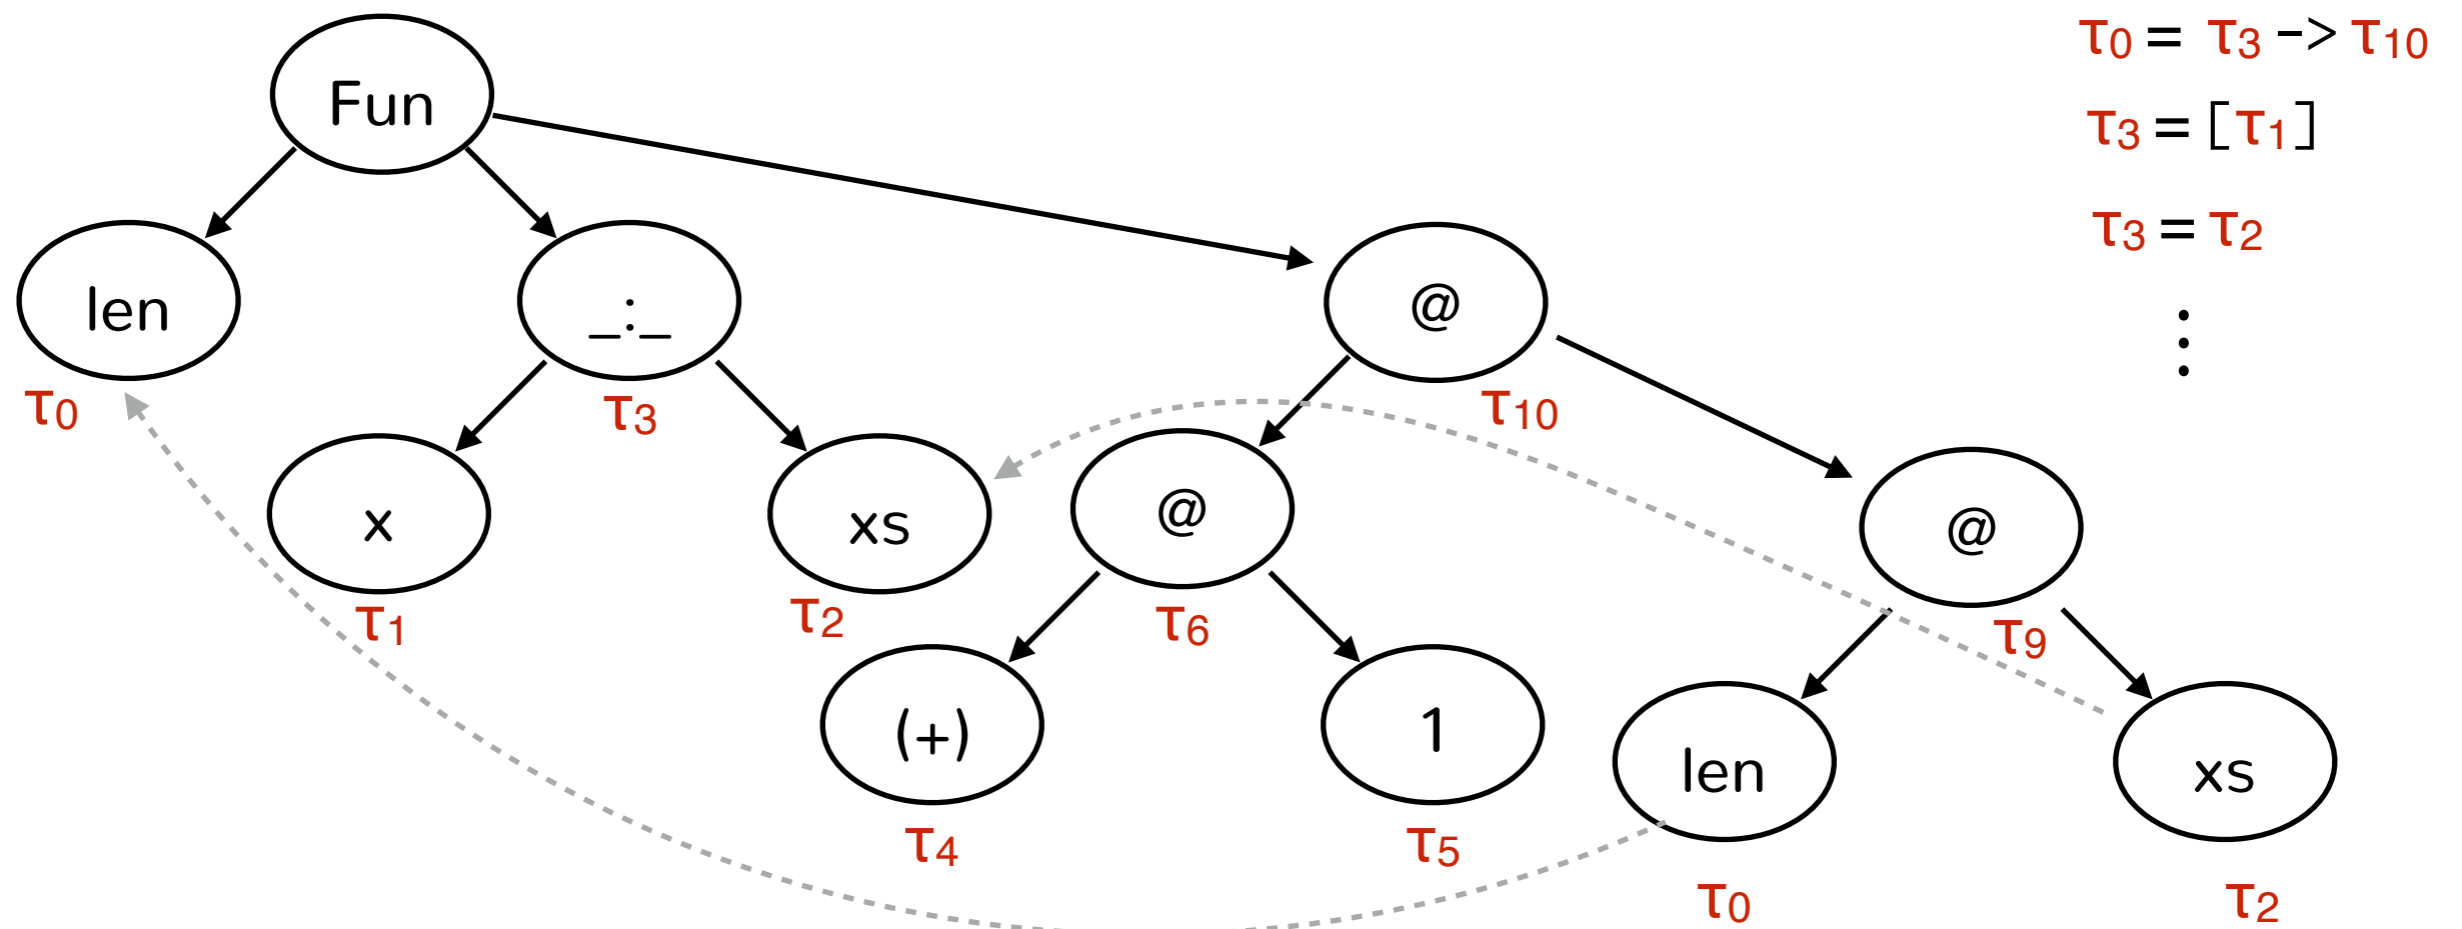 Fun
τ0 = τ3 -> τ10
τ3 = [τ1]
τ3 = τ2
⋮
len
_:_
@
τ0
τ3
τ10
x
xs
@
@
τ1
τ2
τ6
τ9
(+)
1
len
xs
τ4
τ5
τ0
τ2